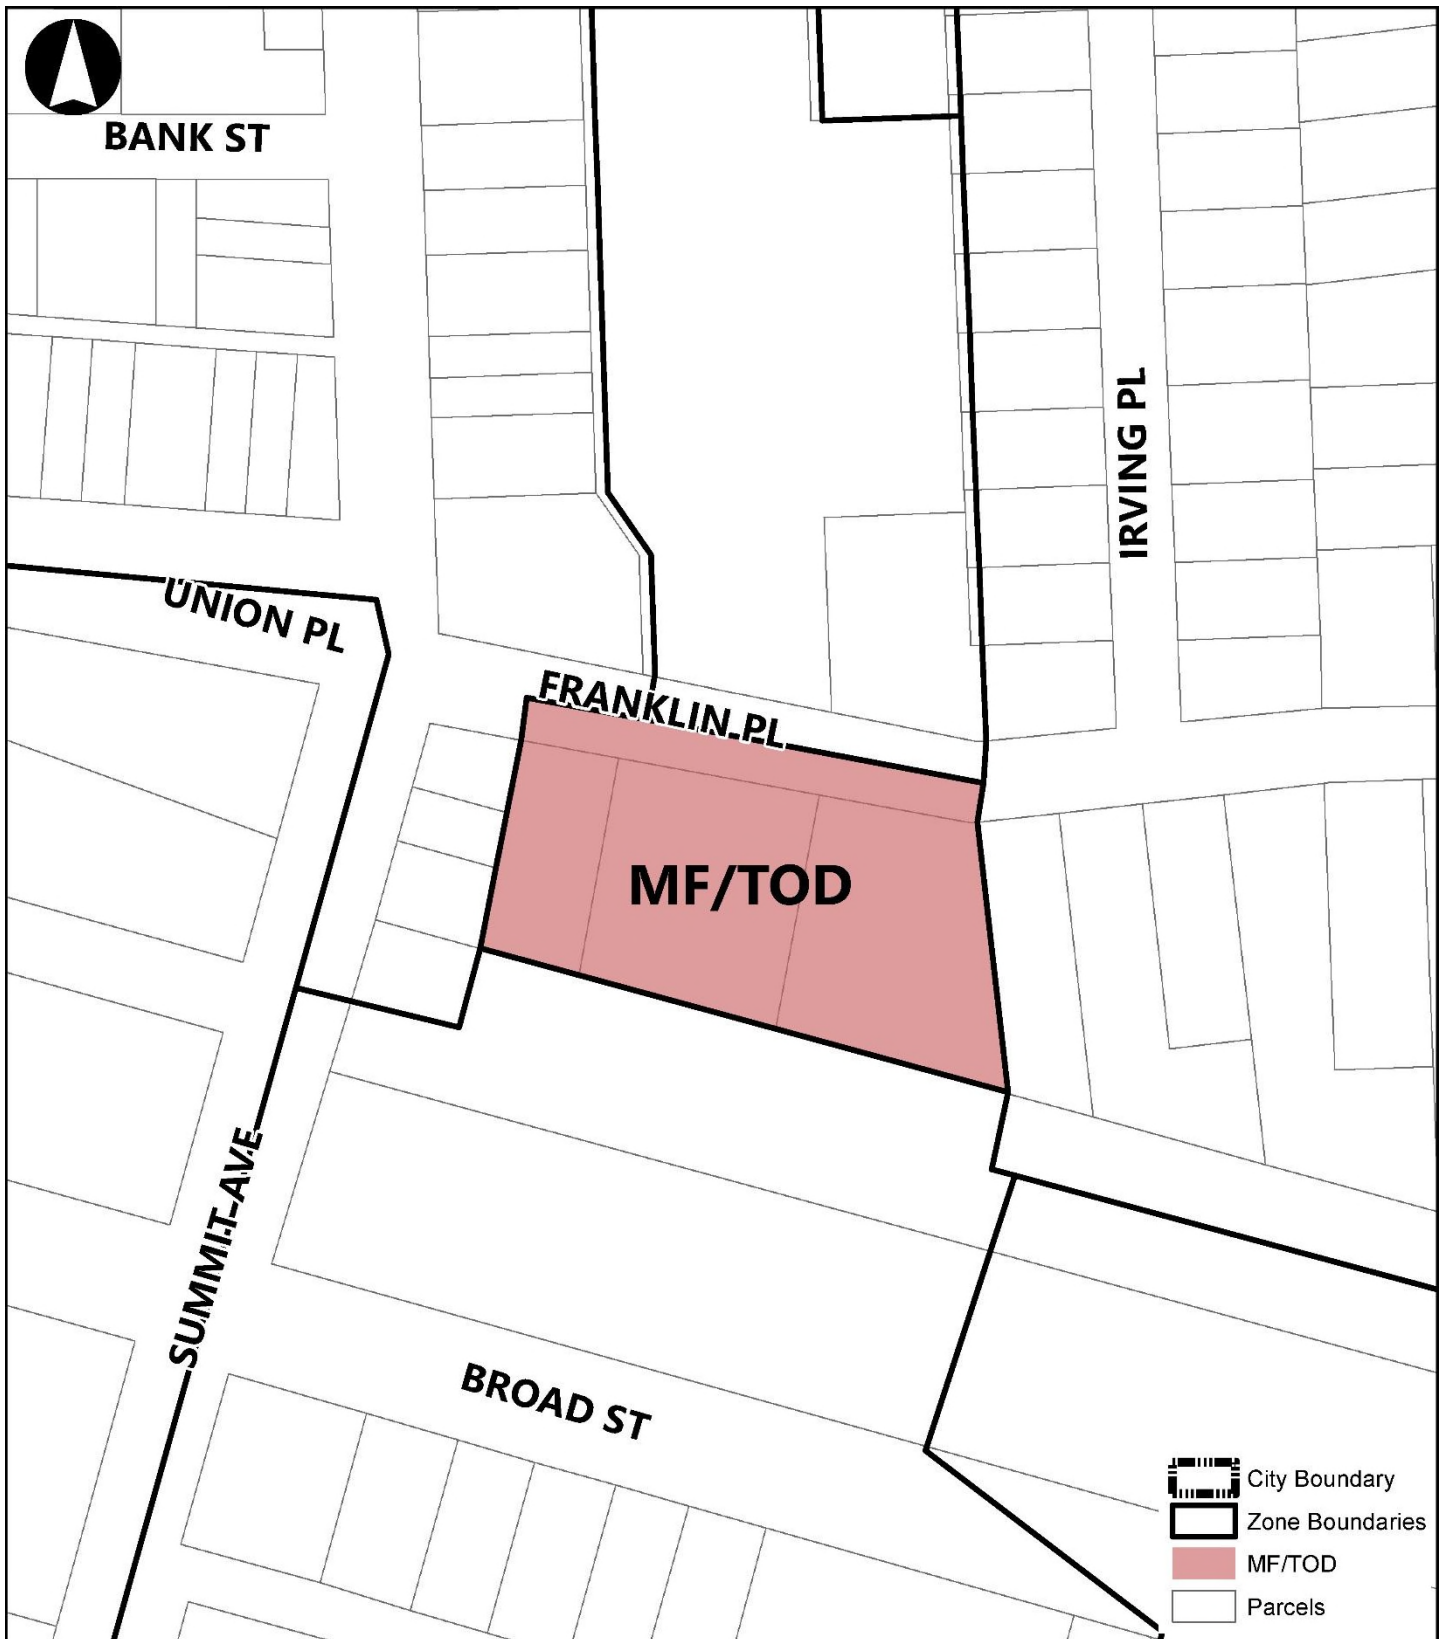 BANK ST
IRVING PL
UNION PL
FRANKLIN PL
MF/TOD
SUMMIT AVE
BROAD ST
City Boundary
Zone Boundaries
MF/TOD
Parcels